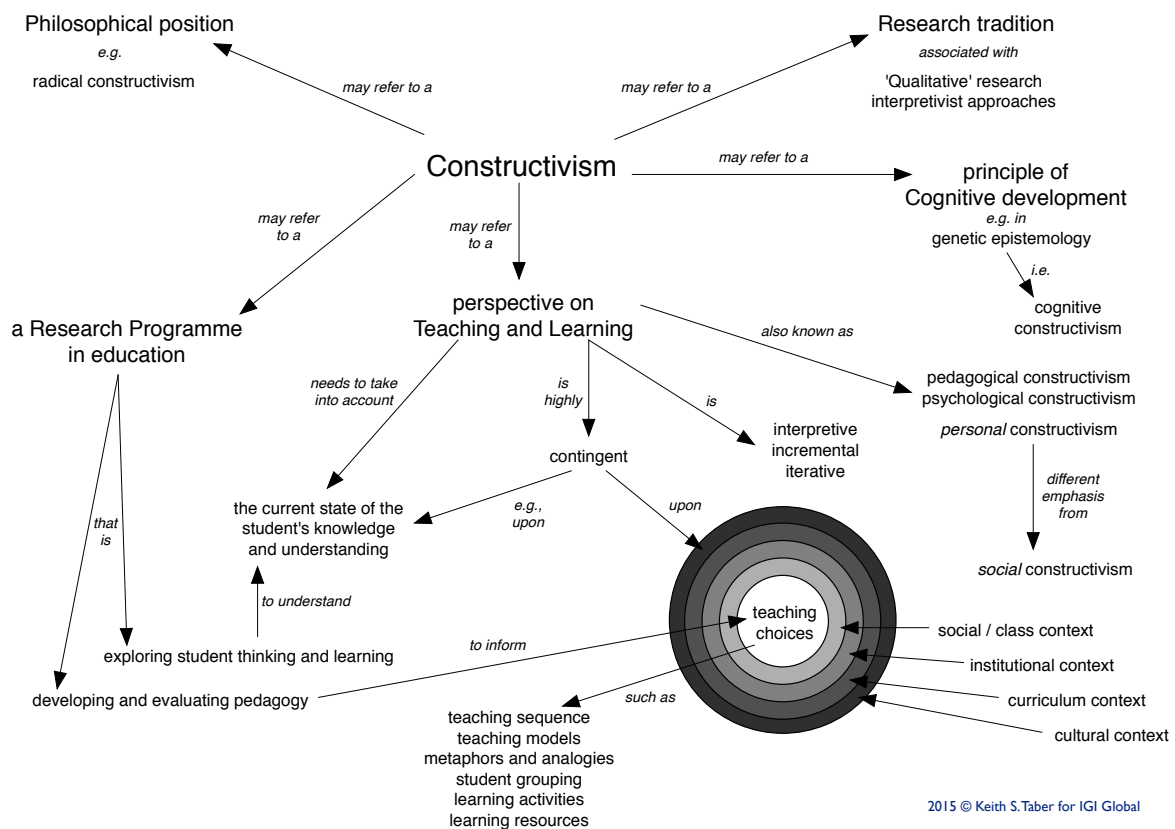 Philosophical position
e.g.
radical constructivism
may refer to a
may refer to a
Research tradition
associated with
'Qualitative' research
interpretivist approaches
Constructivism
may refer to a
principle of
Cognitive development
e.g. in
genetic epistemology
i.e.
cognitive
constructivism
may refer
to a
may refer
to a
a Research Programme
in education
perspective on
Teaching and Learning
also known as
pedagogical constructivism
psychological constructivism
personal constructivism
different
emphasis
from
social constructivism
needs to take
into account
is
highly
is
interpretive
incremental
iterative
contingent
e.g.,
upon
upon
the current state of the
student's knowledge
and understanding
that
is
to understand
exploring student thinking and learning
developing and evaluating pedagogy
to inform
teaching
choices
social / class context
institutional context
curriculum context
cultural context
such as
teaching sequence
teaching models
metaphors and analogies
student grouping
learning activities
learning resources
2015 © Keith S. Taber for IGI Global